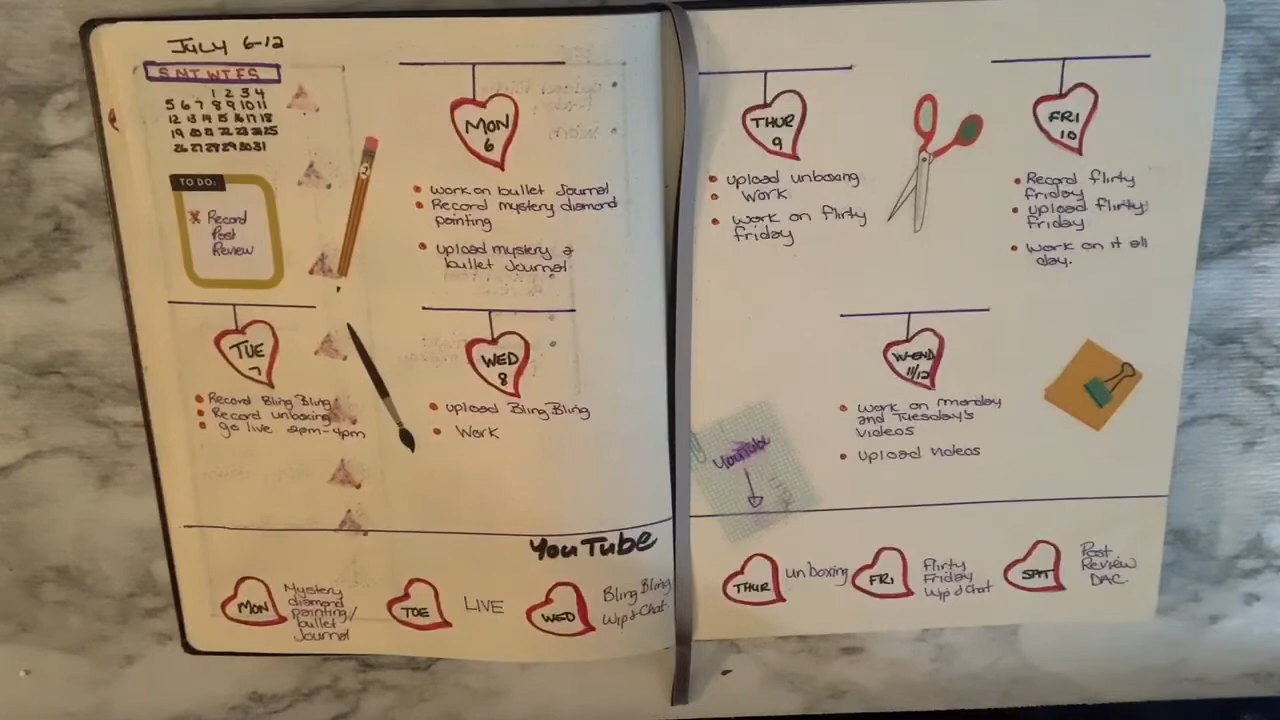 July 6-12
S M T W T F S
1 2 3 4
5 6 7 8 9 10 11
12 13 14 15 16 17 18
19 20 21 22 23 24 25
26 27 28 29 30 31
TO DO:
X Record
Post
Review
MON
6
• work on bullet Journal
• Record mystery diamond
painting
• upload mystery &
bullet Journal
TUE
7
• Record Bling Bling
• Record unboxing
• go live 2pm-4pm
WED
8
• upload Bling Bling
• Work
THUR
9
• upload unboxing
• Work
• Work on flirty
friday
FRI
10
• Record flirty
friday
• upload flirty
friday
• Work on it all
day.
W-END
11/12
• Work on monday
and Tuesday's
Videos
• Upload videos
YouTube
YouTube
MON
Mystery
diamond
painting/
bullet
Journal
TUE
LIVE
WED
Bling Bling
Wip & Chat.
THUR
unboxing
FRI
Flirty
Friday
Wip & Chat
SAT
Post
Review
DAC.